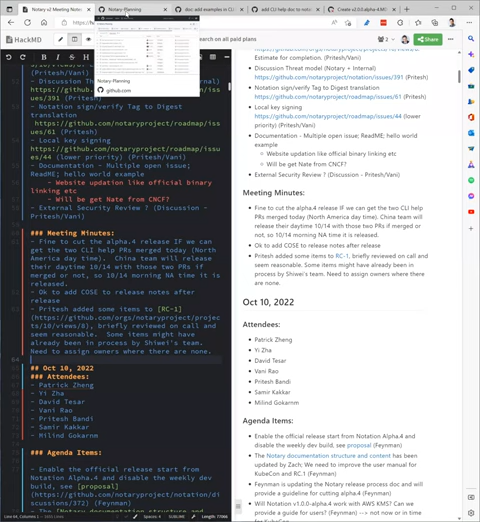 Notary v2 Meeting Notes
Notary-Planning
doc: add examples in CLI
add CLI help doc to notatio
Create v2.0.0-alpha.4.MI
HackMD
rch on all paid plans
2
Share
Notary-Planning
github.com
(Pritesh/Vani)
- Discussion Threat model
https://github.com/notaryproject/notation/iss
ues/391 (Pritesh)
- Notation sign/verify Tag to Digest
translation
https://github.com/notaryproject/roadmap/iss
ues/61 (Pritesh)
- Local key signing
https://github.com/notaryproject/roadmap/iss
ues/44 (lower priority) (Pritesh/Vani)
- Documentation - Multiple open issue;
ReadME; hello world example
- Website updation like official binary
linking etc
- Will be get Nate from CNCF?
- External Security Review ? (Discussion -
Pritesh/Vani)
### Meeting Minutes:
- Fine to cut the alpha.4 release IF we can
get the two CLI help PRs merged today (North
America day time). China team will release
their daytime 10/14 with those two PRs if
merged or not, so 10/14 morning NA time it is
released.
- Ok to add COSE to release notes after
release
- Pritesh added some items to [RC-1]
(https://github.com/orgs/notaryproject/projec
ts/10/views/8), briefly reviewed on call and
seem reasonable. Some items might have
already been in process by Shiwei's team.
Need to assign owners where there are none.
64
## Oct 10, 2022
### Attendees:
- Patrick Zheng
- Yi Zha
- David Tesar
- Vani Rao
- Pritesh Bandi
- Samir Kakkar
- Milind Gokarnm
### Agenda Items:
- Enable the official release start from
Notation Alpha.4 and disable the weekly dev
build, see [proposal]
(https://github.com/notaryproject/notation/di
scussions/372) (Feynman)
- The [Notary documentation structure and
Line 64, Columns 1
Spaces: 4
SUBLIME
Estimate for completion. (Pritesh/Vani)
Discussion Threat model (Notary + Internal)
https://github.com/notaryproject/notation/issues/391 (Pritesh)
Notation sign/verify Tag to Digest translation
https://github.com/notaryproject/roadmap/issues/61 (Pritesh)
Local key signing
https://github.com/notaryproject/roadmap/issues/44 (lower
priority) (Pritesh/Vani)
Documentation - Multiple open issue; ReadME; hello world
example
Website updation like official binary linking etc
Will be get Nate from CNCF?
External Security Review ? (Discussion - Pritesh/Vani)
Meeting Minutes:
Fine to cut the alpha.4 release IF we can get the two CLI help
PRs merged today (North America day time). China team will
release their daytime 10/14 with those two PRs if merged or
not, so 10/14 morning NA time it is released.
Ok to add COSE to release notes after release
Pritesh added some items to RC-1, briefly reviewed on call and
seem reasonable. Some items might have already been in
process by Shiwei's team. Need to assign owners where there
are none.
Oct 10, 2022
Attendees:
Patrick Zheng
Yi Zha
David Tesar
Vani Rao
Pritesh Bandi
Samir Kakkar
Milind Gokarnm
Agenda Items:
Enable the official release start from Notation Alpha.4 and
disable the weekly dev build, see proposal (Feynman)
The Notary documentation structure and content has been
updated by Zach; We need to improve the user manual for
KubeCon and RC.1 (Feynman)
Feynman is updating the Notary release process doc and will
provide a guideline for cutting alpha.4 (Feynman)
Will Notation v1.0.0-alpha.4 work with AWS KMS? Can we
provide a guide for users? (Feynman) --> not now or in time for